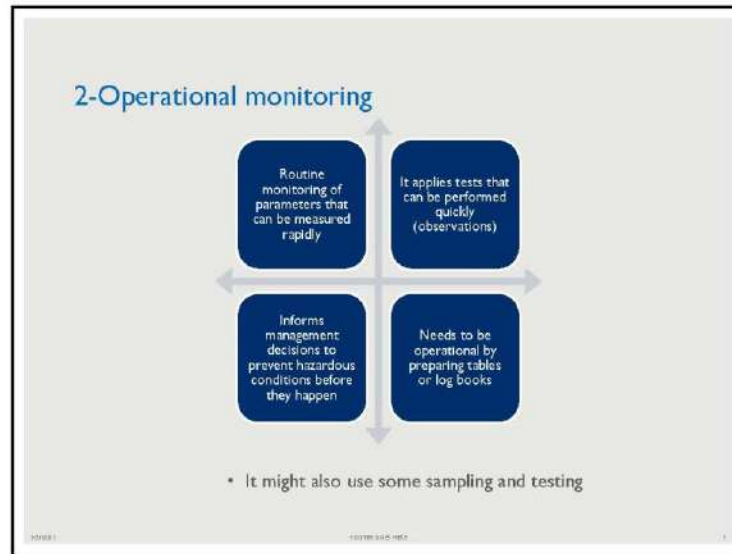 2-Operational monitoring
Routine
monitoring of
parameters that
can be measured
rapidly
It applies tests that
can be performed
quickly
(observations)
Informs
management
decisions to
prevent hazardous
conditions before
they happen
Needs to be
operational by
preparing tables
or log books
• It might also use some sampling and testing